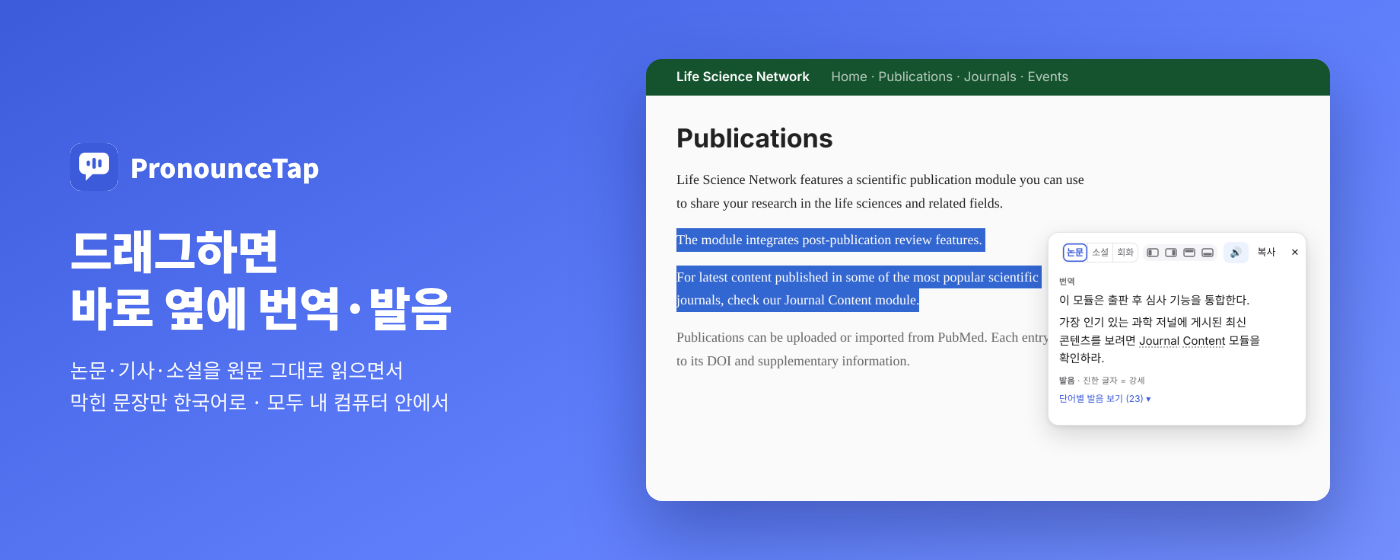 PronounceTap
드래그하면
바로 옆에 번역·발음
논문·기사·소설을 원문 그대로 읽으면서
막힌 문장만 한국어로 · 모두 내 컴퓨터 안에서
Life Science Network Home · Publications · Journals · Events
Publications
Life Science Network features a scientific publication module you can use
to share your research in the life sciences and related fields.
The module integrates post-publication review features.
For latest content published in some of the most popular scientific
journals, check our Journal Content module.
Publications can be uploaded or imported from PubMed. Each entry
to its DOI and supplementary information.
논문 소설 회화 복사 ×
번역
이 모듈은 출판 후 심사 기능을 통합한다.
가장 인기 있는 과학 저널에 게시된 최신
콘텐츠를 보려면 Journal Content 모듈을
확인하라.
발음 · 진한 글자 = 강세
단어별 발음 보기 (23) ▾